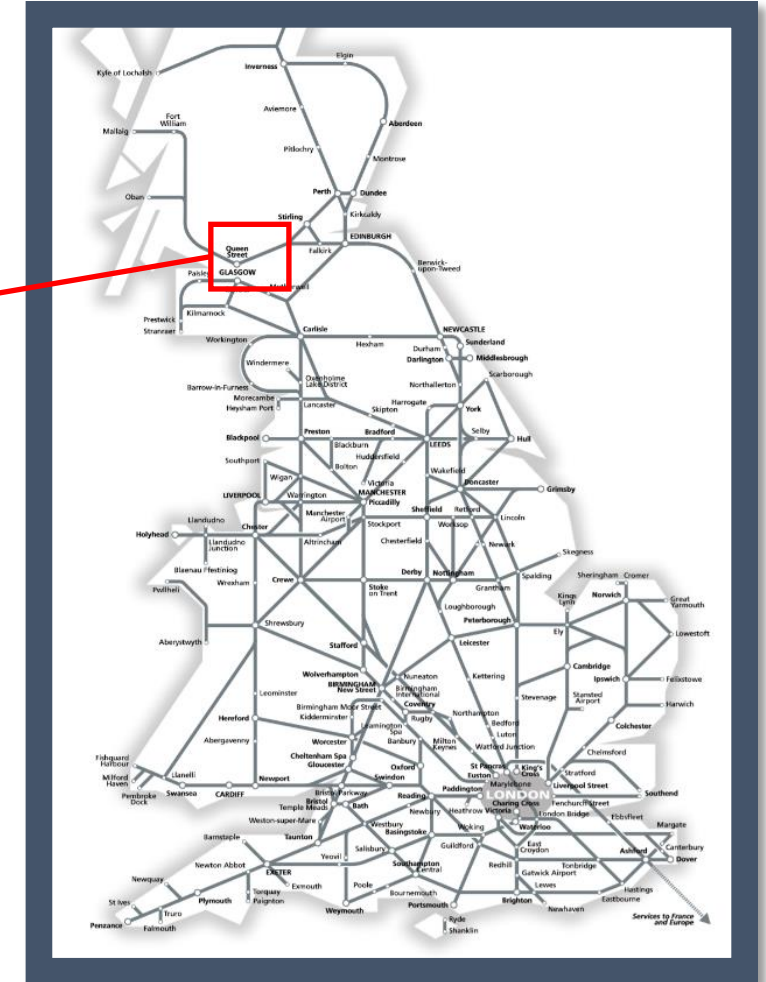 Elgin
Inverness
Kyle of Lochalsh
Aviemore
Fort
William
Mallaig
Aberdeen
Pitlochry
Montrose
Perth
Dundee
Oban
Stirling
Kirkcaldy
Queen
Street
EDINBURGH
Falkirk
Berwick-
upon-Tweed
Paisley
GLASGOW
Kilmarnock
Prestwick
Stranraer
Carlisle
NEWCASTLE
Workington
Hexham
Sunderland
Durham
Darlington
Middlesbrough
Windermere
Scarborough
Oxenholme
Lake District
Barrow-in-Furness
Northallerton
Morecambe
Heysham Port
Lancaster
Harrogate
Skipton
York
Blackpool
Preston
Bradford
Selby
Hull
Blackburn
LEEDS
Huddersfield
Southport
Bolton
Wakefield
Wigan
Victoria
Doncaster
MANCHESTER
Grimsby
LIVERPOOL
Warrington
Piccadilly
Manchester
Airport
Sheffield
Retford
Llandudno
Stockport
Worksop
Lincoln
Holyhead
Chester
Llandudno
Junction
Altrincham
Chesterfield
Newark
Skegness
Blaenau Ffestiniog
Derby
Nottingham
Spalding
Sheringham
Cromer
Pwllheli
Wrexham
Crewe
Stoke
on Trent
Grantham
Kings
Lynn
Norwich
Great
Yarmouth
Loughborough
Peterborough
Aberystwyth
Shrewsbury
Ely
Lowestoft
Stafford
Leicester
Wolverhampton
Nuneaton
Kettering
Cambridge
BIRMINGHAM
New Street
Birmingham
International
Ipswich
Felixstowe
Leominster
Stevenage
Stansted
Airport
Birmingham Moor Street
Coventry
Harwich
Kidderminster
Rugby
Northampton
Hereford
Leamington
Spa
Bedford
Colchester
Abergavenny
Worcester
Banbury
Milton
Keynes
Luton
Watford Junction
Chelmsford
Cheltenham Spa
Fishguard
Harbour
Gloucester
Oxford
St Pancras
King's
Cross
Euston
Stratford
Milford
Haven
Llanelli
Newport
Swindon
Marylebone
Liverpool Street
Pembroke
Dock
Swansea
CARDIFF
Bristol Parkway
Reading
Paddington
LONDON
Southend
Bristol
Temple Meads
Bath
Newbury
Heathrow
Victoria
Charing Cross
Fenchurch Street
London Bridge
Ebbsfleet
Weston-super-Mare
Westbury
Basingstoke
Woking
Waterloo
Margate
Barnstaple
Taunton
Salisbury
Guildford
East
Croydon
Canterbury
Yeovil
Redhill
Tonbridge
Ashford
Dover
Newton Abbot
Southampton
Central
Gatwick Airport
Newquay
EXETER
Exmouth
Poole
Lewes
Hastings
St Ives
Plymouth
Torquay
Paignton
Bournemouth
Eastbourne
Truro
Weymouth
Portsmouth
Brighton
Newhaven
Penzance
Falmouth
Ryde
Shanklin
Services to France
and Europe